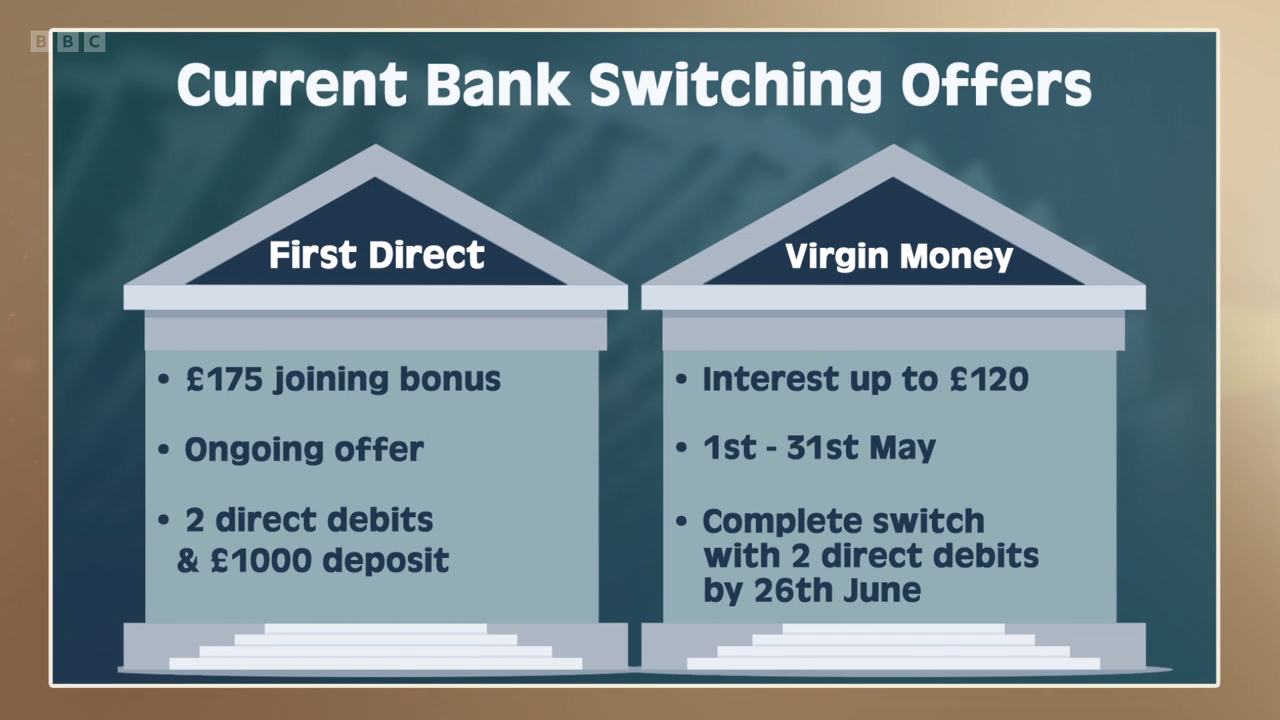 BBC
Current Bank Switching Offers
First Direct
• £175 joining bonus
• Ongoing offer
• 2 direct debits
& £1000 deposit
Virgin Money
• Interest up to £120
• 1st - 31st May
• Complete switch
with 2 direct debits
by 26th June